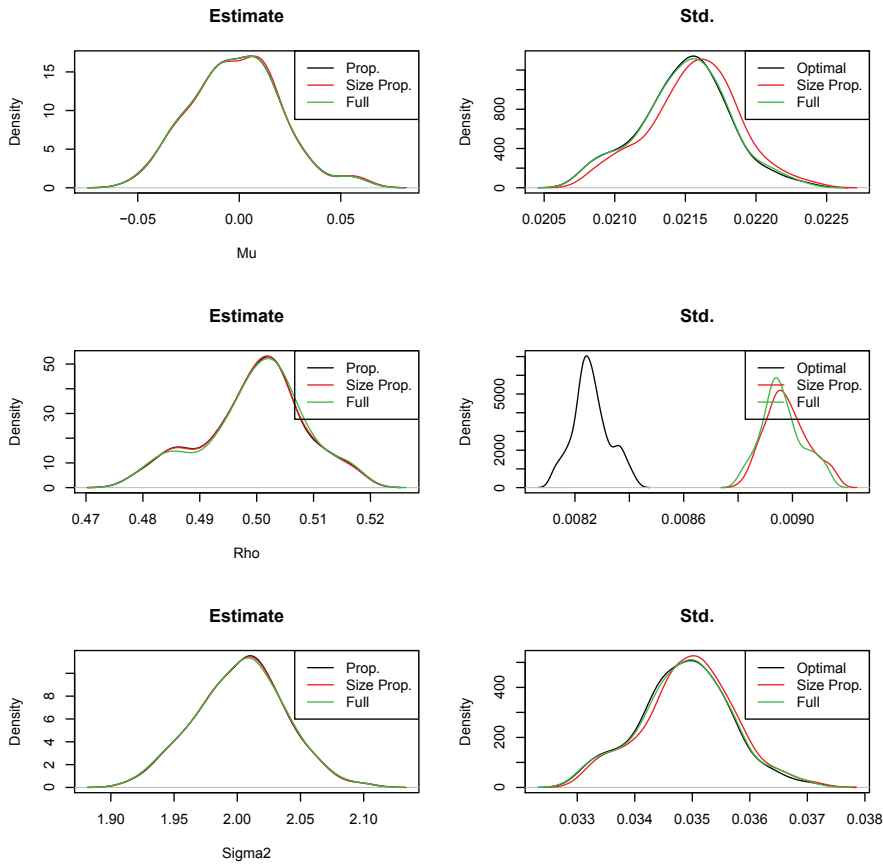 Estimate
Density
15
10
5
0
−0.05
0.00
0.05
Mu
Prop.
Size Prop.
Full
Std.
Density
800
400
0
0.0205
0.0210
0.0215
0.0220
0.0225
Optimal
Size Prop.
Full
Estimate
Density
50
30
10
0
0.47
0.48
0.49
0.50
0.51
0.52
Rho
Prop.
Size Prop.
Full
Std.
Density
5000
2000
0
0.0082
0.0086
0.0090
Optimal
Size Prop.
Full
Estimate
Density
8
6
4
2
0
1.90
1.95
2.00
2.05
2.10
Sigma2
Prop.
Size Prop.
Full
Std.
Density
400
200
0
0.033
0.034
0.035
0.036
0.037
0.038
Optimal
Size Prop.
Full